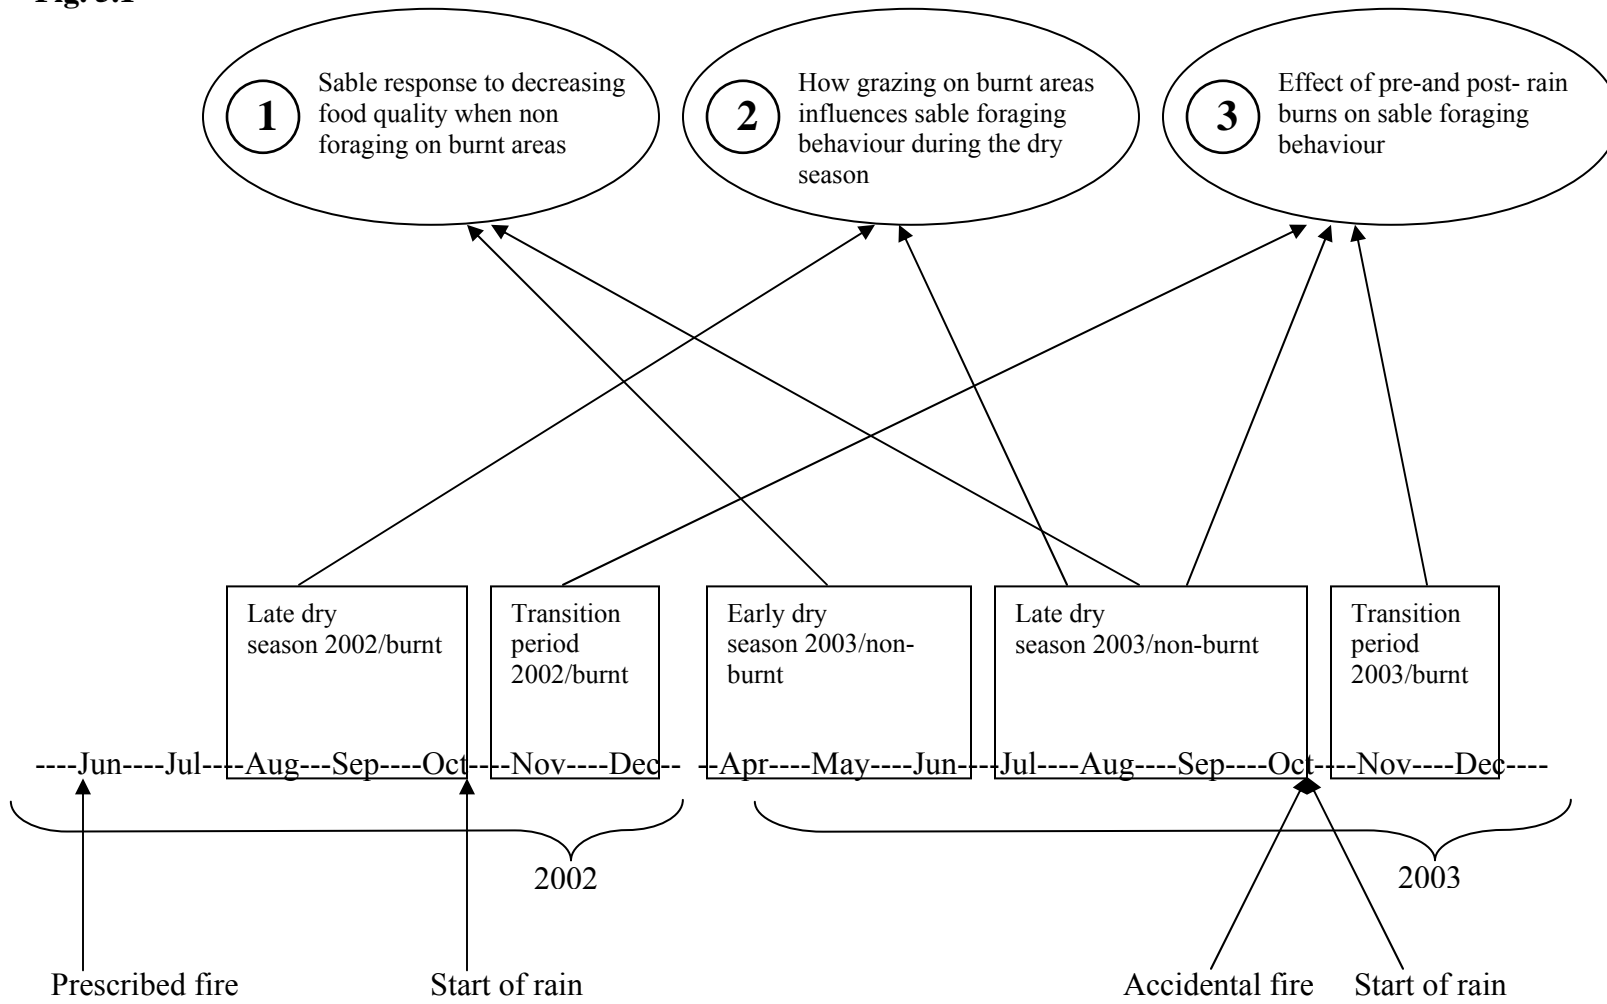 Fig. 3.1
1
Sable response to decreasing
food quality when non
foraging on burnt areas
2
How grazing on burnt areas
influences sable foraging
behaviour during the dry
season
3
Effect of pre-and post- rain
burns on sable foraging
behaviour
Late dry
season 2002/burnt
Transition
period
2002/burnt
Early dry
season 2003/non-
burnt
Late dry
season 2003/non-burnt
Transition
period
2003/burnt
----Jun----Jul----Aug---Sep----Oct----Nov----Dec-- --Apr----May----Jun----Jul----Aug----Sep----Oct----Nov----Dec----
2002
2003
Prescribed fire
Start of rain
Accidental fire
Start of rain